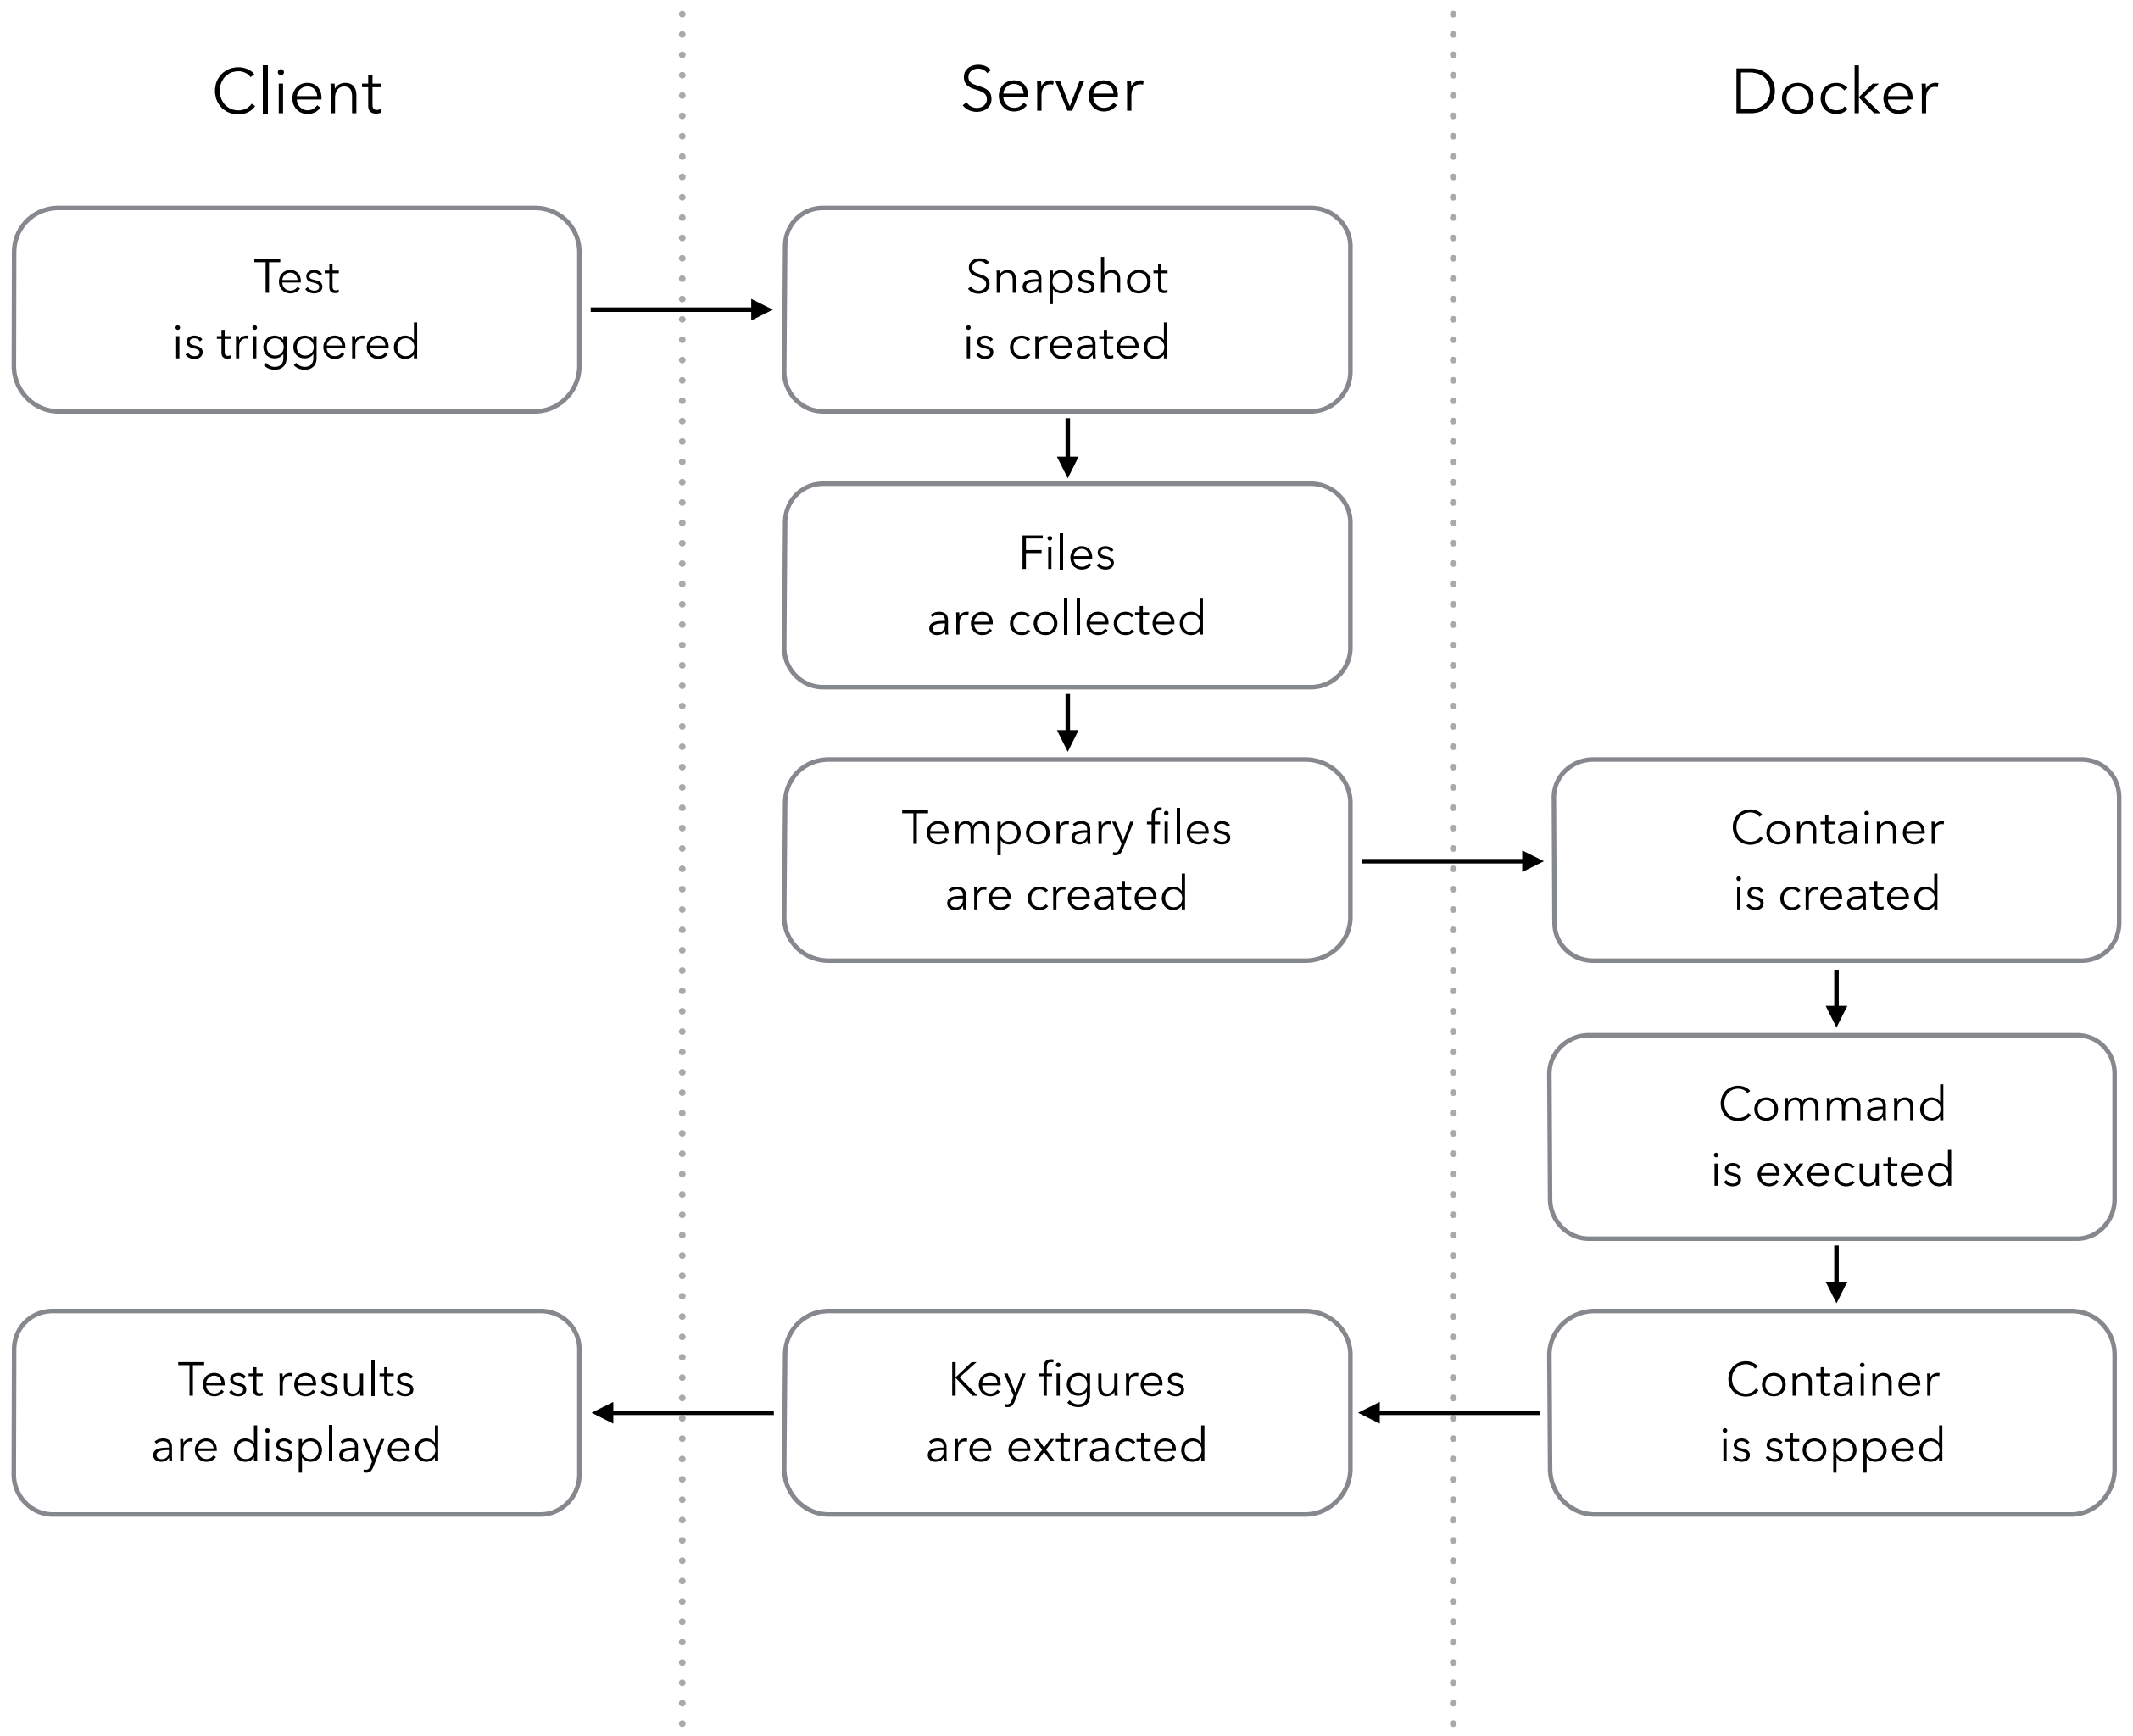 Client
Server
Docker
Test
is triggered
Snapshot
is created
Files
are collected
Temporary files
are created
Container
is created
Command
is executed
Container
is stopped
Key figures
are extracted
Test results
are displayed